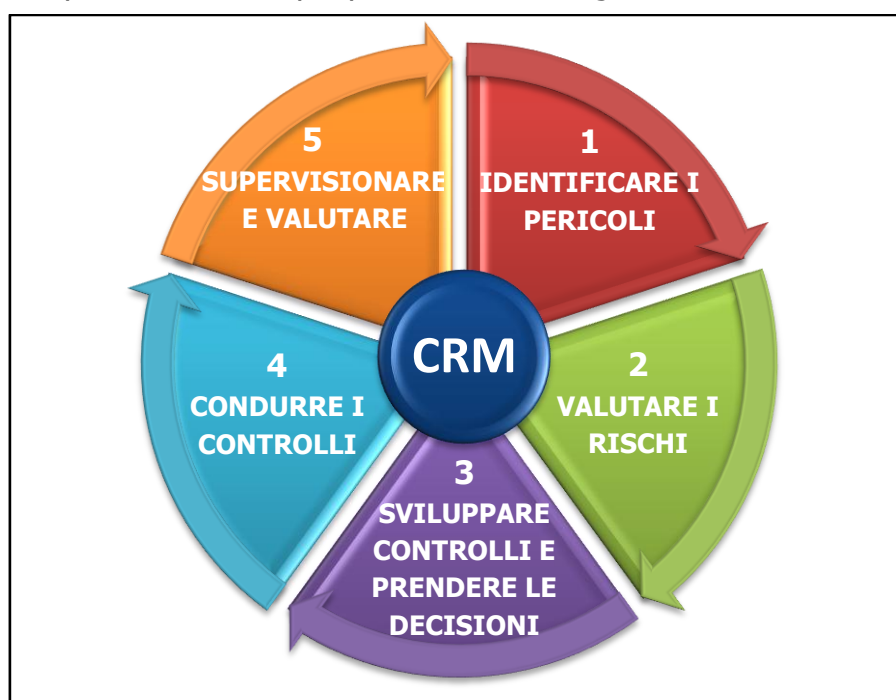 1
IDENTIFICARE I
PERICOLI
2
VALUTARE I
RISCHI
3
SVILUPPARE
CONTROLLI E
PRENDERE LE
DECISIONI
4
CONDURRE I
CONTROLLI
5
SUPERVISIONARE
E VALUTARE
CRM